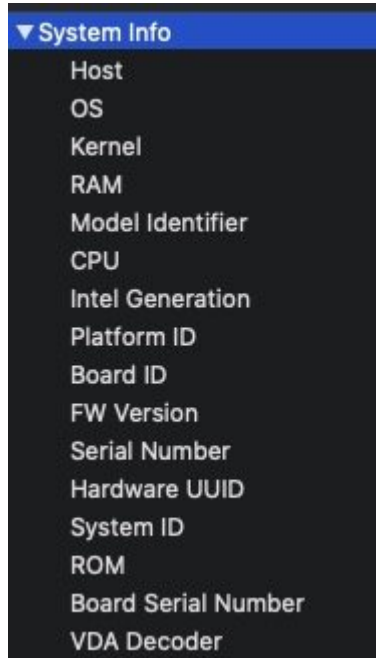 System Info
Host
OS
Kernel
RAM
Model Identifier
CPU
Intel Generation
Platform ID
Board ID
FW Version
Serial Number
Hardware UUID
System ID
ROM
Board Serial Number
VDA Decoder